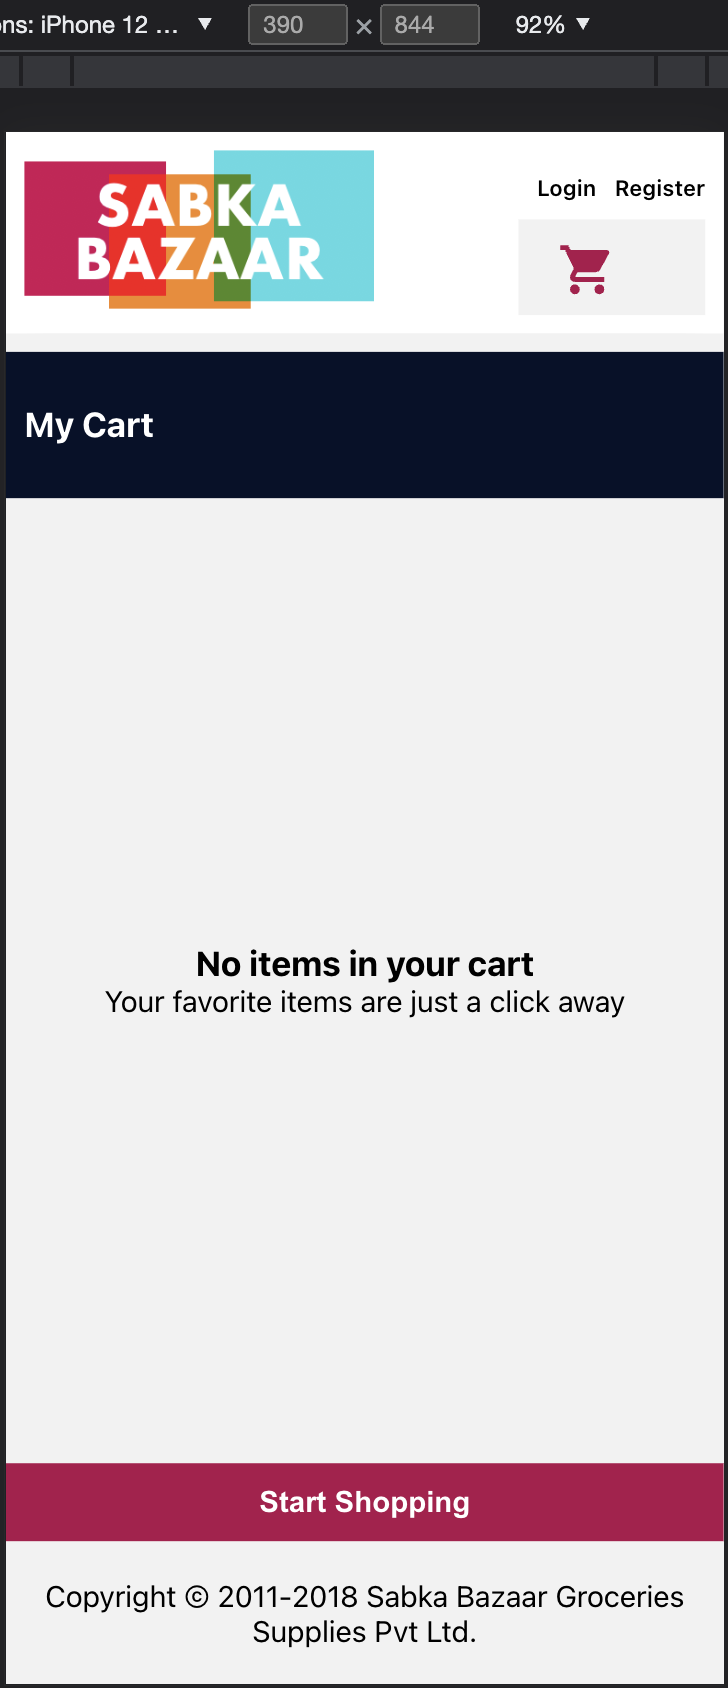 ons: iPhone 12 ... ▼ 390 × 844 92% ▼
SABKA
BAZAAR
Login Register
My Cart
No items in your cart
Your favorite items are just a click away
Start Shopping
Copyright © 2011-2018 Sabka Bazaar Groceries
Supplies Pvt Ltd.